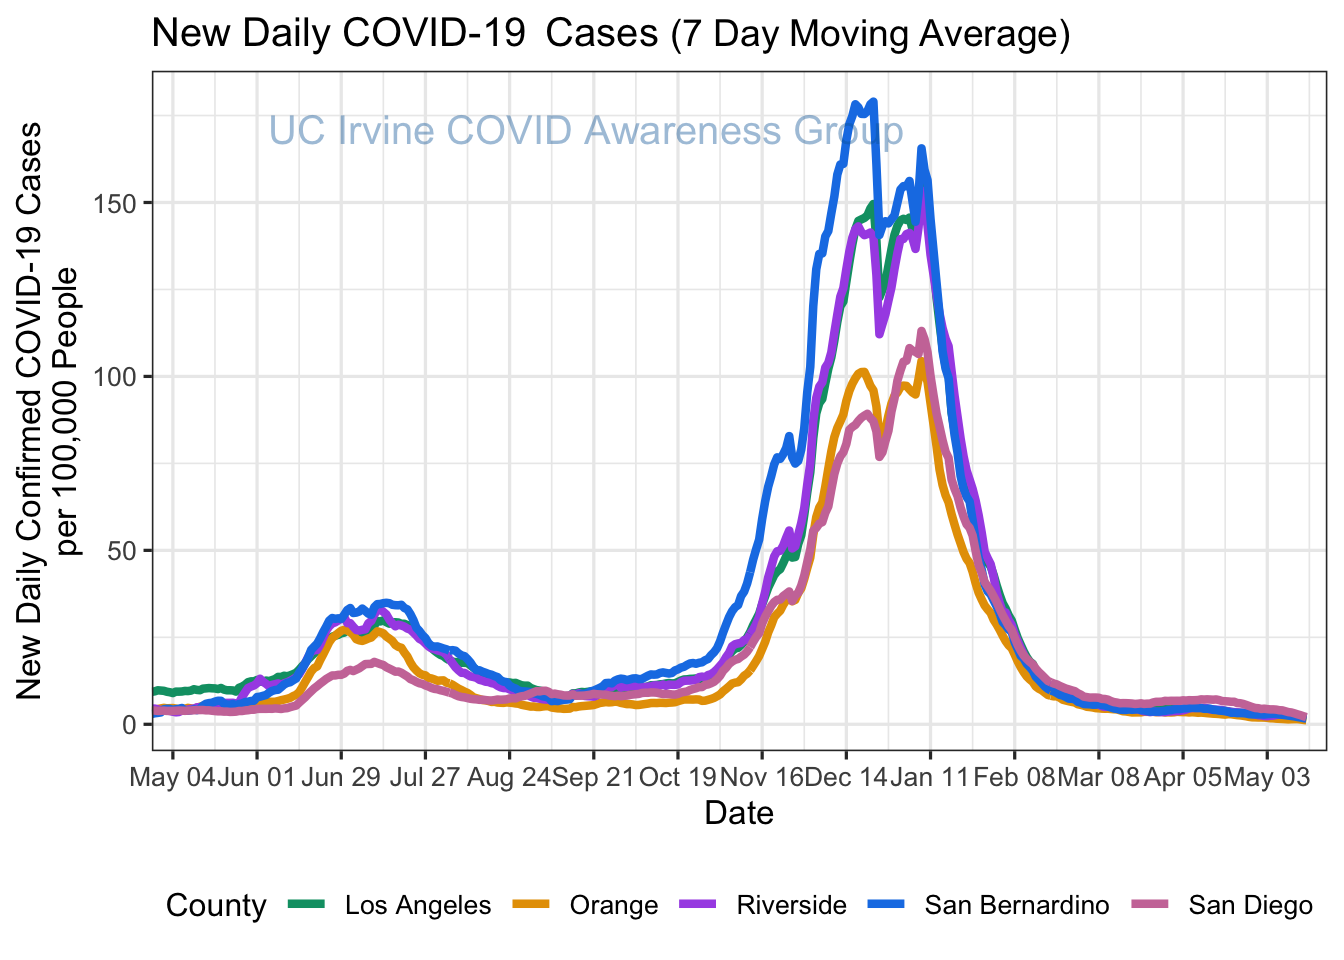 New Daily COVID-19 Cases (7 Day Moving Average)
UC Irvine COVID Awareness Group
New Daily Confirmed COVID-19 Cases
per 100,000 People
150
100
50
0
May 04 Jun 01 Jun 29 Jul 27 Aug 24 Sep 21 Oct 19 Nov 16 Dec 14 Jan 11 Feb 08 Mar 08 Apr 05 May 03
Date
County Los Angeles Orange Riverside San Bernardino San Diego